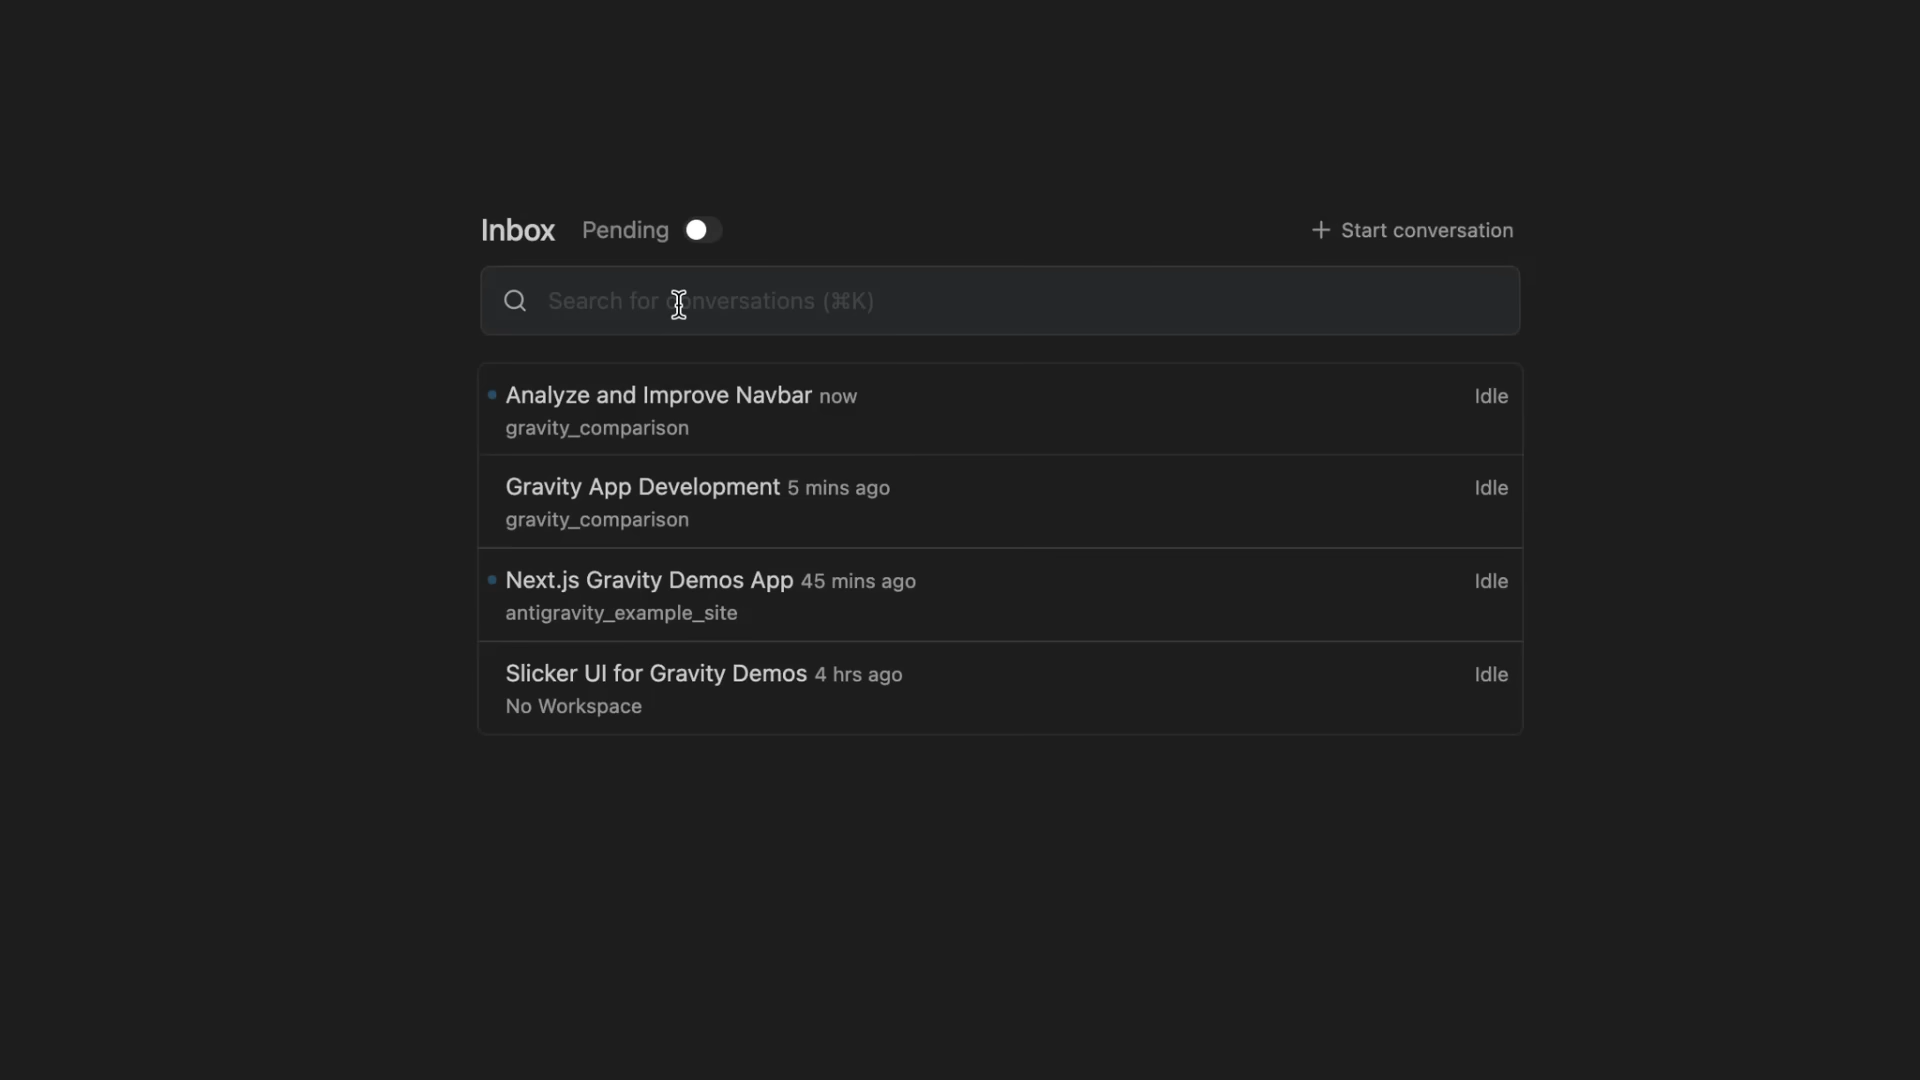 Inbox Pending + Start conversation
Search for conversations (⌘K)
Analyze and Improve Navbar now Idle
gravity_comparison
Gravity App Development 5 mins ago Idle
gravity_comparison
Next.js Gravity Demos App 45 mins ago Idle
antigravity_example_site
Slicker UI for Gravity Demos 4 hrs ago Idle
No Workspace